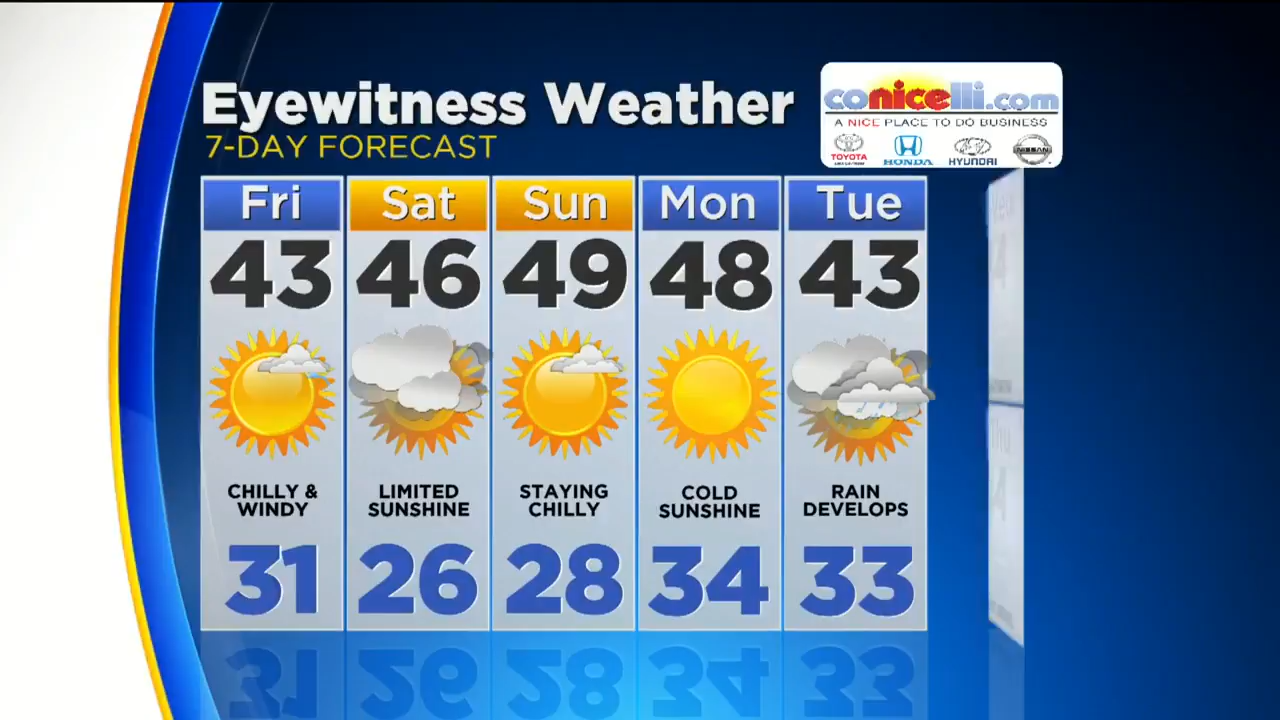 Eyewitness Weather
7-DAY FORECAST
conicelli.com
A NICE PLACE TO DO BUSINESS
TOYOTA HONDA HYUNDAI NISSAN
Fri Sat Sun Mon Tue
43 46 49 48 43
CHILLY & WINDY
LIMITED SUNSHINE
STAYING CHILLY
COLD SUNSHINE
RAIN DEVELOPS
31 26 28 34 33